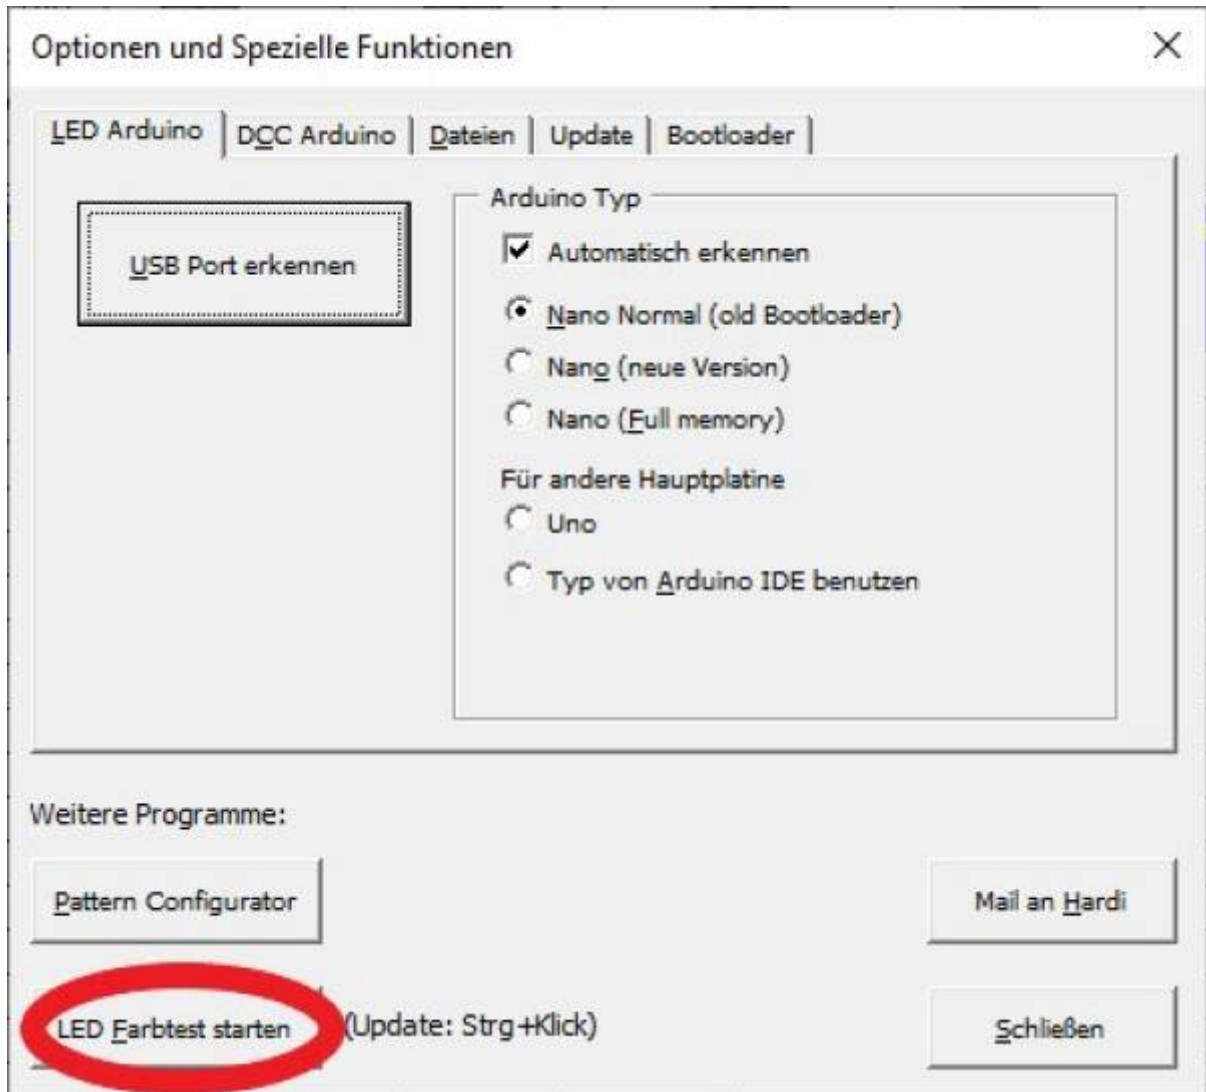 Optionen und Spezielle Funktionen
LED Arduino
DCC Arduino
Dateien
Update
Bootloader
USB Port erkennen
Arduino Typ
Automatisch erkennen
Nano Normal (old Bootloader)
Nano (neue Version)
Nano (Full memory)
Für andere Hauptplatine
Uno
Typ von Arduino IDE benutzen
Weitere Programme:
Pattern Configurator
Mail an Hardi
LED Farbtest starten
(Update: Strg+Klick)
Schließen